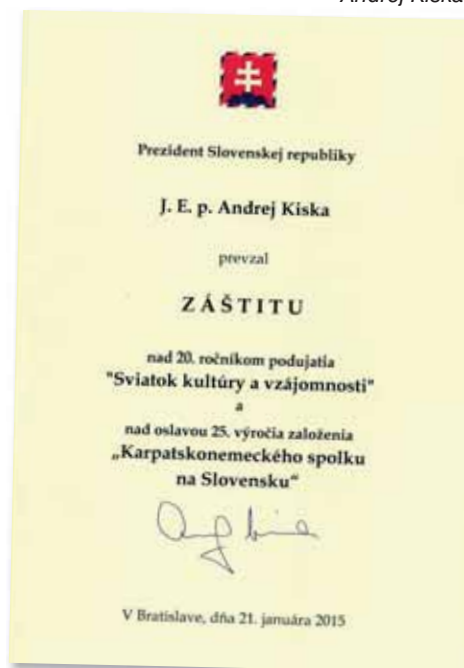 Andrej Kiska
Prezident Slovenskej republiky
J. E. p. Andrej Kiska
prevzal
ZÁŠTITU
nad 20. ročníkom podujatia
"Sviatok kultúry a vzájomnosti"
a
nad oslavou 25. výročia založenia
„Karpatskonemeckého spolku
na Slovensku“
V Bratislave, dňa 21. januára 2015